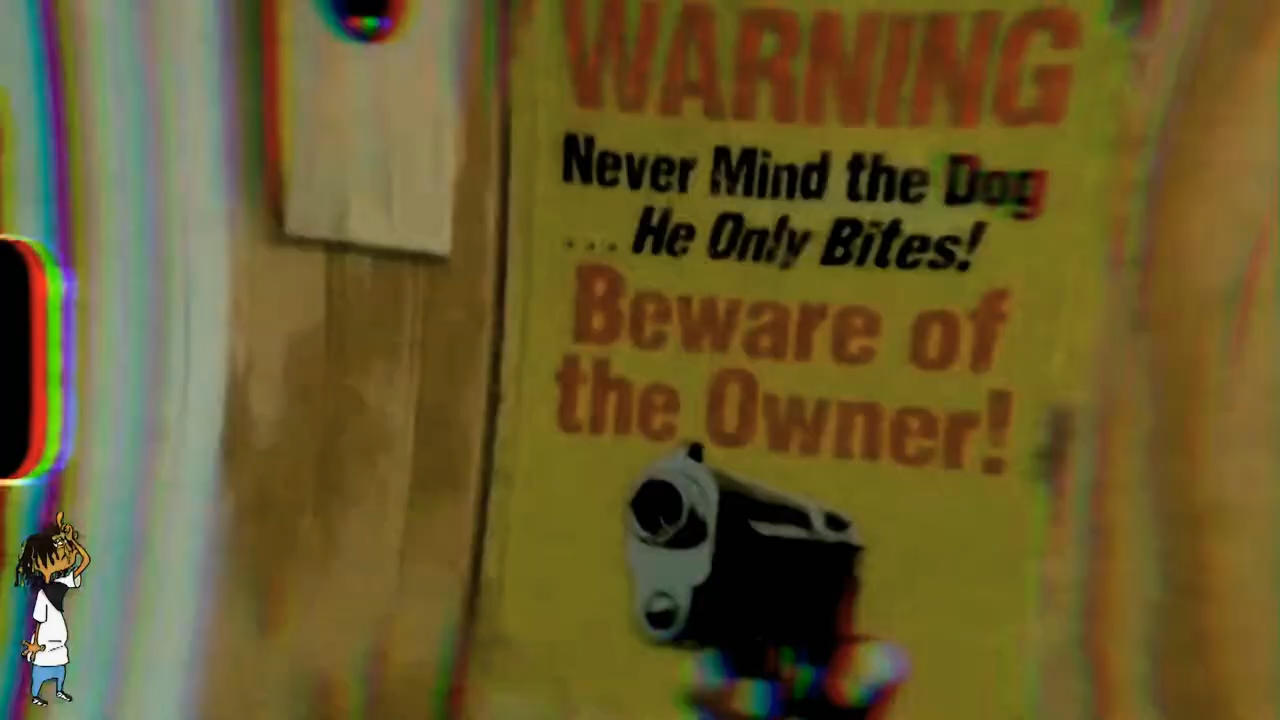 WARNING
Never Mind the Dog
... He Only Bites!
Beware of
the Owner!